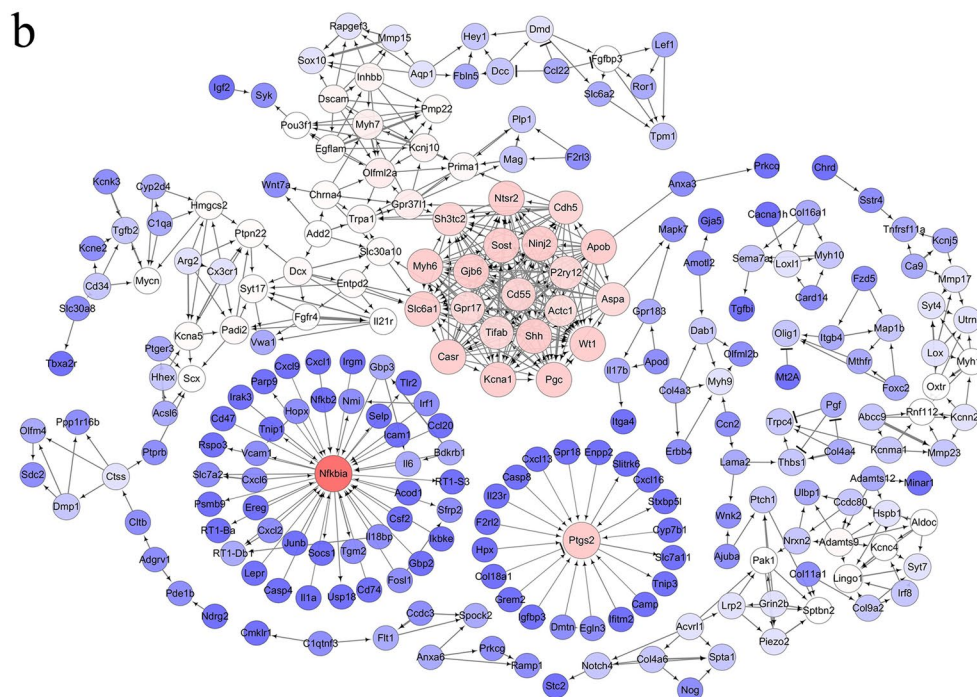 b
Rapgef3
Mmp15
Hey1
Dmd
Lef1
Sox10
Aqp1
Fbln5
Dcc
Ccl22
Fgfbp3
Ror1
Slc6a2
Tpm1
Igf2
Syk
Inhbb
Dscam
Pou3f1
Myh7
Pmp22
Egflam
Kcnj10
Olfml2a
Prima1
Plp1
Mag
F2rl3
Wnt7a
Chrna4
Gpr37l1
Trpa1
Add2
Slc30a10
Kcnk3
Cyp2d4
Hmgcs2
Tgfb2
C1qa
Kcne2
Ptpn22
Arg2
Cd34
Mycn
Cx3cr1
Slc30a8
Tbxa2r
Dcx
Entpd2
Syt17
Fgfr4
Il21r
Kcna5
Padi2
Vwa1
Ptger3
Hhex
Scx
Acsl6
Ptprb
Ntsr2
Cdh5
Sh3tc2
Sost
Ninj2
Apob
Myh6
Gjb6
P2ry12
Cd55
Aspa
Slc6a1
Gpr17
Actc1
Tifab
Shh
Wt1
Casr
Kcna1
Pgc
Anxa3
Prkcq
Mapk7
Gja5
Amotl2
Gpr183
Il17b
Apod
Itga4
Dab1
Olfml2b
Col4a3
Myh9
Erbb4
Ccn2
Lama2
Wnk2
Ajuba
Cacna1h
Col16a1
Sema7a
Loxl1
Myh10
Tgfbi
Card14
Chrd
Sstr4
Tnfrsf11a
Kcnj5
Ca9
Mmp17
Syt4
Utrn
Lox
Oxtr
Kcnn2
Rnf112
Abcc9
Mmp23
Kcnma1
Fzd5
Olig1
Itgb4
Map1b
Mthfr
Foxc2
Mt2A
Trpc4
Pgf
Col4a4
Thbs1
Olfm4
Ppp1r16b
Sdc2
Ctss
Dmp1
Cltb
Adgrv1
Pde1b
Ndrg2
Cmklr1
C1qtnf3
Flt1
Ccdc3
Spock2
Anxa6
Prkcg
Ramp1
Nfkbia
Cxcl9
Cxcl1
Irgm
Gbp3
Tlr2
Parp9
Nfkb2
Nmi
Irak3
Hopx
Selp
Irf1
Cd47
Tnip1
Icam1
Ccl20
Rspo3
Vcam1
Il6
Bdkrb1
Slc7a2
Cxcl6
RT1-S3
Psmb9
Ereg
Acod1
Sfrp2
RT1-Ba
Cxcl2
Csf2
Ikbke
RT1-Db
Junb
Socs1
Tgm2
Il18bp
Gbp2
Lepr
Fosl1
Casp4
Il1a
Usp18
Cd74
Ptgs2
Cxcl13
Gpr18
Enpp2
Casp8
Slitrk6
Il23r
Cxcl16
F2rl2
Stxbp5l
Hpx
Cyp7b1
Col18a1
Slc7a11
Grem2
Tnip3
Igfbp3
Camp
Dmtn
Egln3
Ifitm2
Ptch1
Ulbp1
Adamts12
Minar1
Ccdc80
Nrxn2
Hspb1
Adamts9
Aldoc
Kcnc4
Lingo1
Syt7
Irf8
Col11a1
Col9a2
Pak1
Sptbn2
Lrp2
Grin2b
Piezo2
Acvrl1
Notch4
Col4a6
Spta1
Stc2
Nog